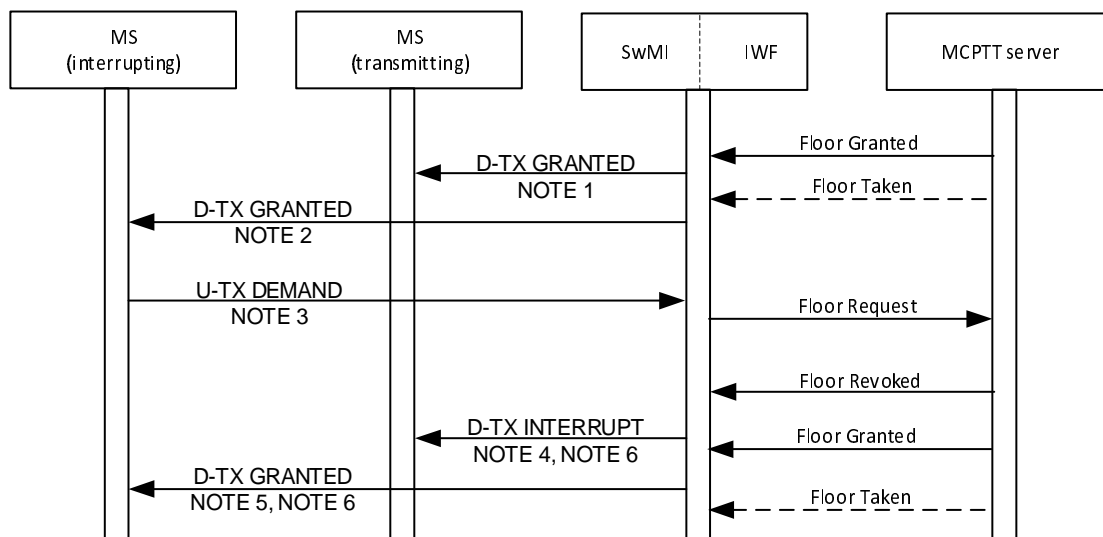 MS
(interrupting)
MS
(transmitting)
SwMI
IWF
MCPTT server
Floor Granted
D-TX GRANTED
NOTE 1
Floor Taken
D-TX GRANTED
NOTE 2
U-TX DEMAND
NOTE 3
Floor Request
Floor Revoked
D-TX INTERRUPT
NOTE 4, NOTE 6
Floor Granted
D-TX GRANTED
NOTE 5, NOTE 6
Floor Taken